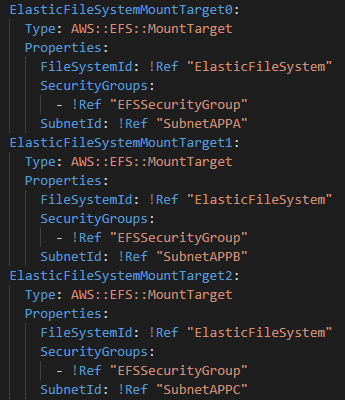 ElasticFileSystemMountTarget0:
  Type: AWS::EFS::MountTarget
  Properties:
    FileSystemId: !Ref "ElasticFileSystem"
    SecurityGroups:
      - !Ref "EFSSecurityGroup"
    SubnetId: !Ref "SubnetAPPA"
ElasticFileSystemMountTarget1:
  Type: AWS::EFS::MountTarget
  Properties:
    FileSystemId: !Ref "ElasticFileSystem"
    SecurityGroups:
      - !Ref "EFSSecurityGroup"
    SubnetId: !Ref "SubnetAPPB"
ElasticFileSystemMountTarget2:
  Type: AWS::EFS::MountTarget
  Properties:
    FileSystemId: !Ref "ElasticFileSystem"
    SecurityGroups:
      - !Ref "EFSSecurityGroup"
    SubnetId: !Ref "SubnetAPPC"